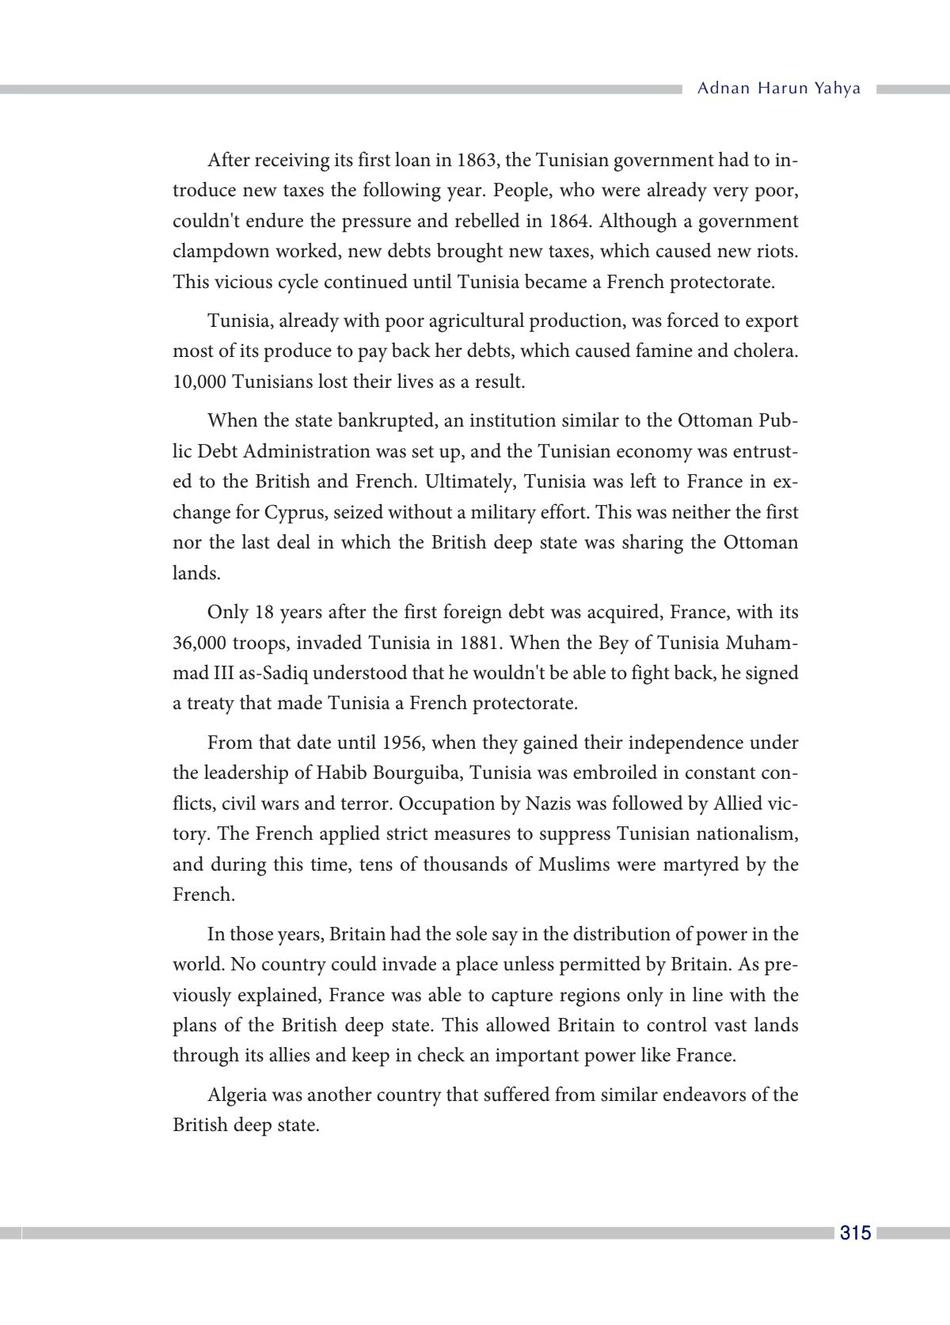 Adnan Harun Yahya
After receiving its first loan in 1863, the Tunisian government had to in-
troduce new taxes the following year. People, who were already very poor,
couldn't endure the pressure and rebelled in 1864. Although a government
clampdown worked, new debts brought new taxes, which caused new riots.
This vicious cycle continued until Tunisia became a French protectorate.
Tunisia, already with poor agricultural production, was forced to export
most of its produce to pay back her debts, which caused famine and cholera.
10,000 Tunisians lost their lives as a result.
When the state bankrupted, an institution similar to the Ottoman Pub-
lic Debt Administration was set up, and the Tunisian economy was entrust-
ed to the British and French. Ultimately, Tunisia was left to France in ex-
change for Cyprus, seized without a military effort. This was neither the first
nor the last deal in which the British deep state was sharing the Ottoman
lands.
Only 18 years after the first foreign debt was acquired, France, with its
36,000 troops, invaded Tunisia in 1881. When the Bey of Tunisia Muham-
mad III as-Sadiq understood that he wouldn't be able to fight back, he signed
a treaty that made Tunisia a French protectorate.
From that date until 1956, when they gained their independence under
the leadership of Habib Bourguiba, Tunisia was embroiled in constant con-
flicts, civil wars and terror. Occupation by Nazis was followed by Allied vic-
tory. The French applied strict measures to suppress Tunisian nationalism,
and during this time, tens of thousands of Muslims were martyred by the
French.
In those years, Britain had the sole say in the distribution of power in the
world. No country could invade a place unless permitted by Britain. As pre-
viously explained, France was able to capture regions only in line with the
plans of the British deep state. This allowed Britain to control vast lands
through its allies and keep in check an important power like France.
Algeria was another country that suffered from similar endeavors of the
British deep state.
315